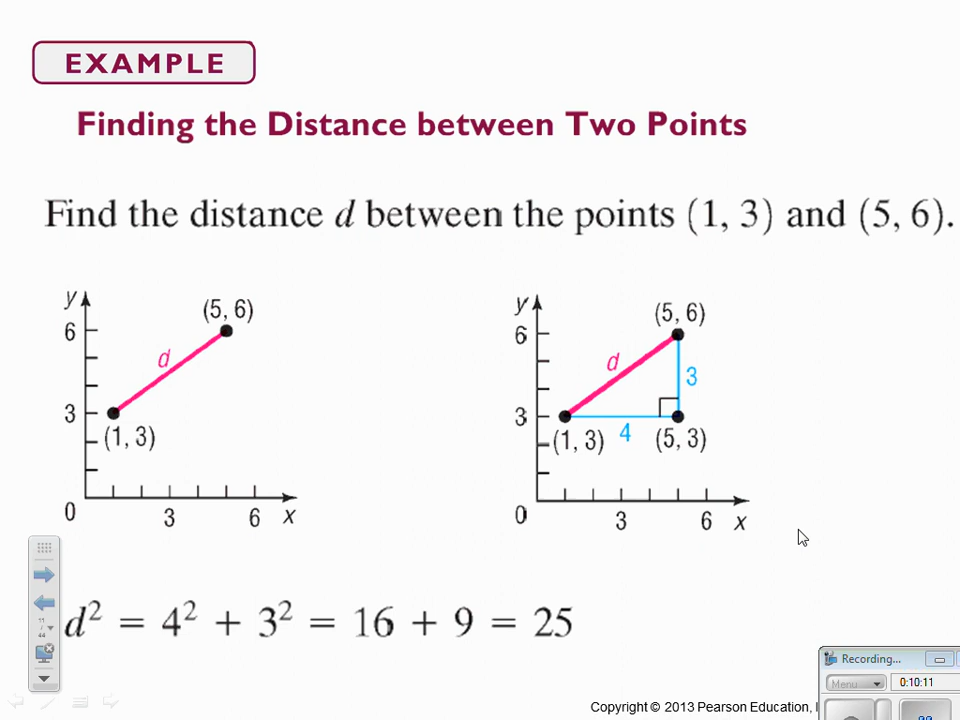 EXAMPLE
Finding the Distance between Two Points
Find the distance d between the points (1, 3) and (5, 6).
y
(5, 6)
6
d
3
(1, 3)
0
3 6 x
y
(5, 6)
6
d
3
3
(1, 3) 4 (5, 3)
0
3 6 x
d² = 4² + 3² = 16 + 9 = 25
11
/
44
Recording...
Menu
0:10:11
Copyright © 2013 Pearson Education,